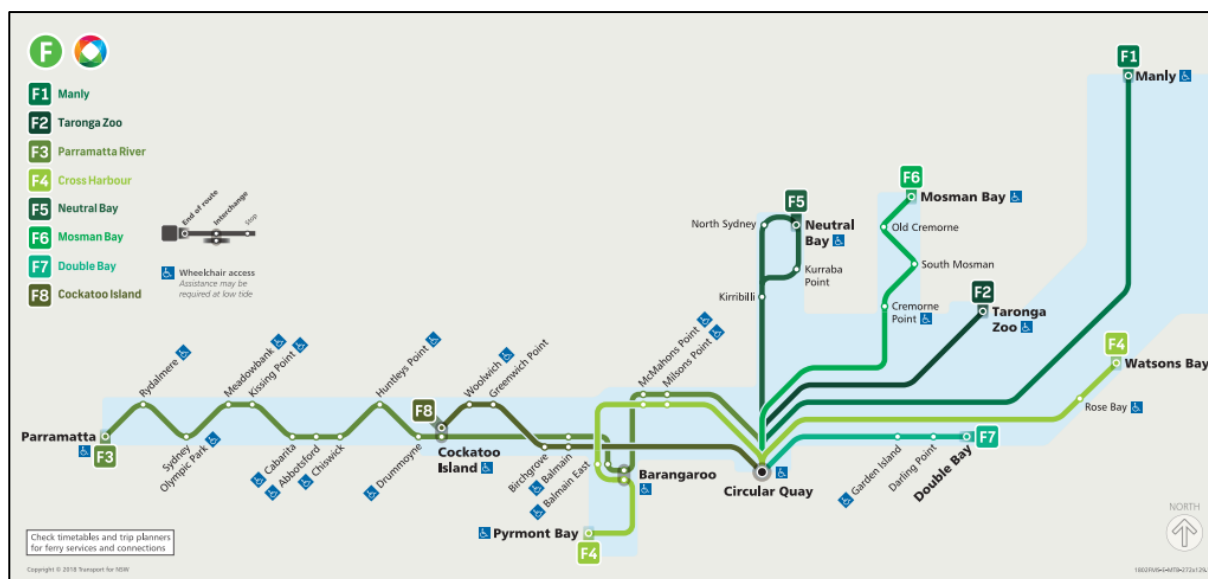 F
F1 Manly
F2 Taronga Zoo
F3 Parramatta River
F4 Cross Harbour
F5 Neutral Bay
F6 Mosman Bay
F7 Double Bay
F8 Cockatoo Island
End of route
Interchange
Stop
Wheelchair access
Assistance may be
required at low tide
F1
Manly
F6
Mosman Bay
F5
North Sydney
Neutral
Bay
Old Cremorne
Kurraba
Point
South Mosman
Kirribilli
Cremorne
Point
F2
Taronga
Zoo
F4
Watsons Bay
Rose Bay
McMahons Point
Milsons Point
Rydalmere
Meadowbank
Kissing Point
Huntleys Point
Woolwich
Greenwich Point
F8
Parramatta
F3
Sydney
Olympic Park
Cabarita
Abbotsford
Chiswick
Drummoyne
Cockatoo
Island
Birchgrove
Balmain
Balmain East
Barangaroo
Circular Quay
Garden Island
Darling Point
Double Bay
F7
Pyrmont Bay
F4
Check timetables and trip planners
for ferry services and connections
NORTH
Copyright © 2018 Transport for NSW